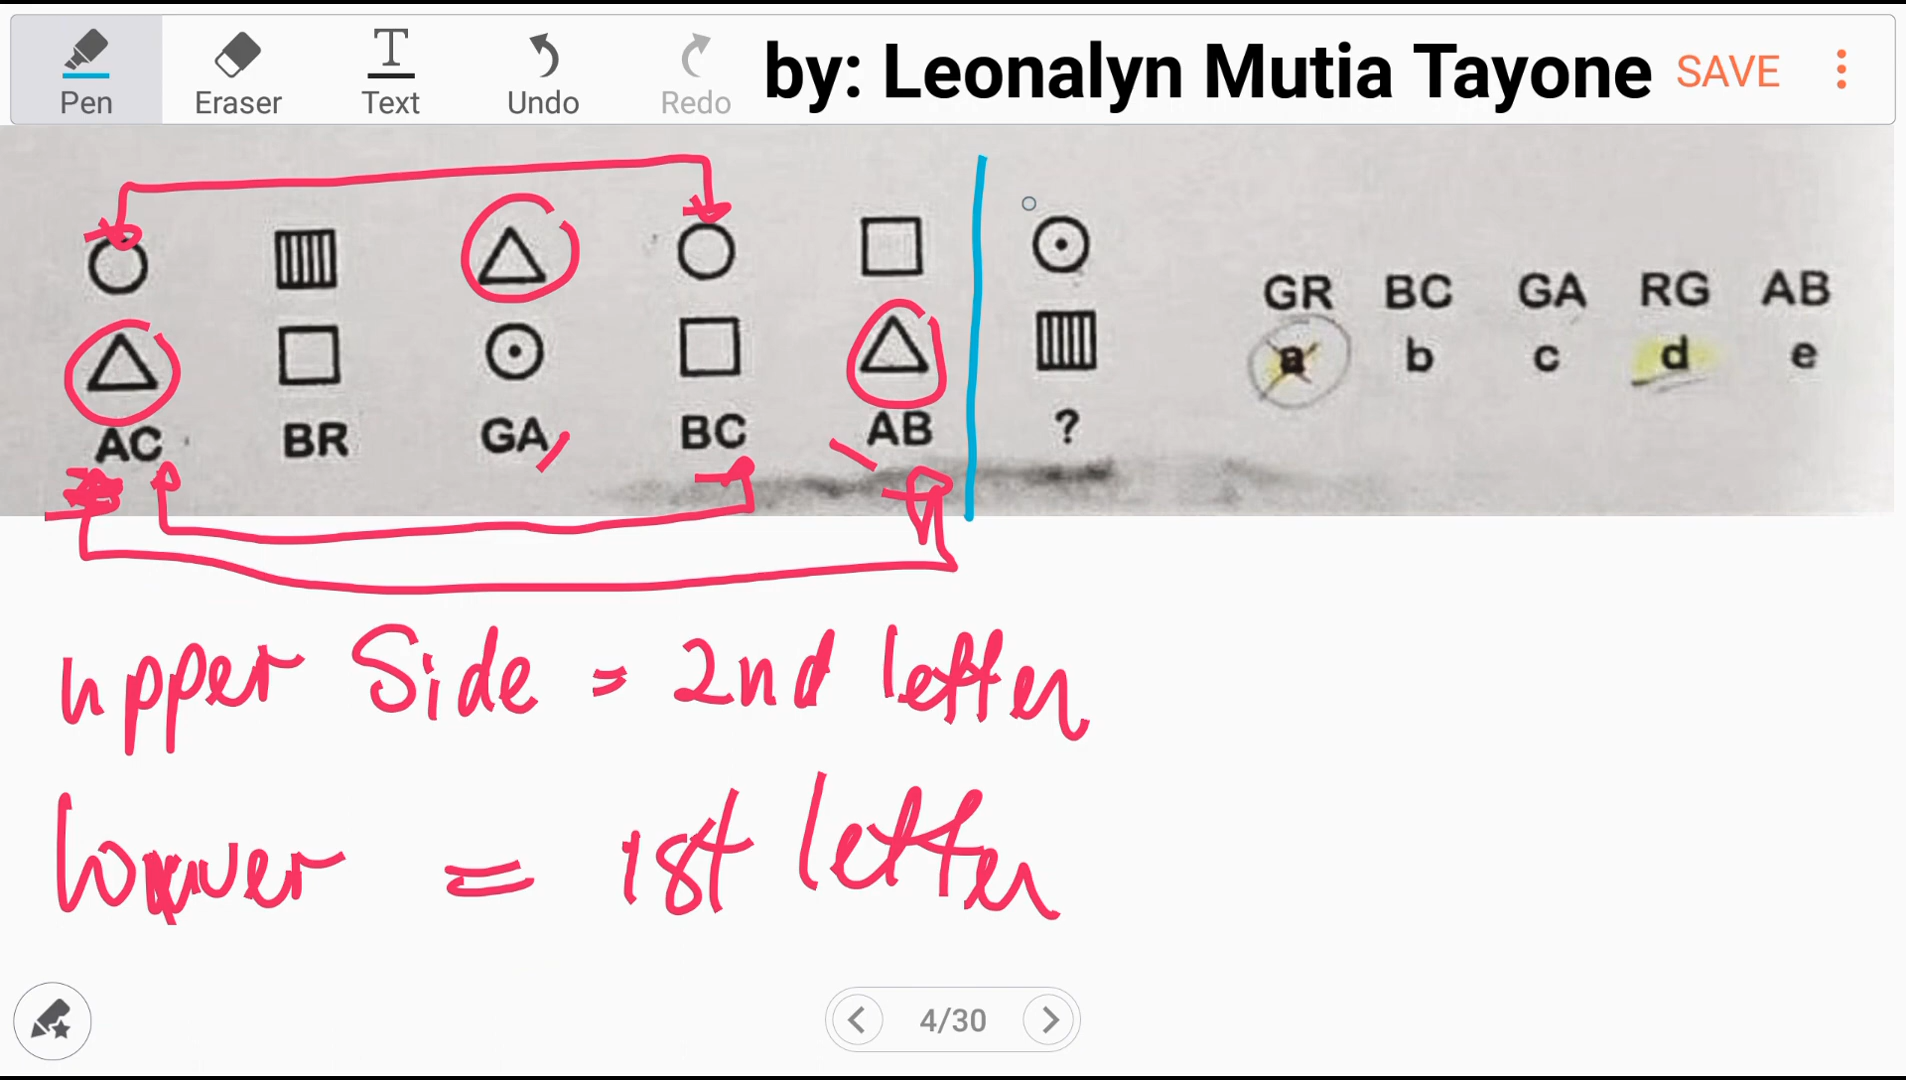 Pen Eraser Text Undo Redo by: Leonalyn Mutia Tayone SAVE
GR BC GA RG AB
a b c d e
AC BR GA BC AB ?
upper Side = 2nd letter
lower = 1st letter
4/30